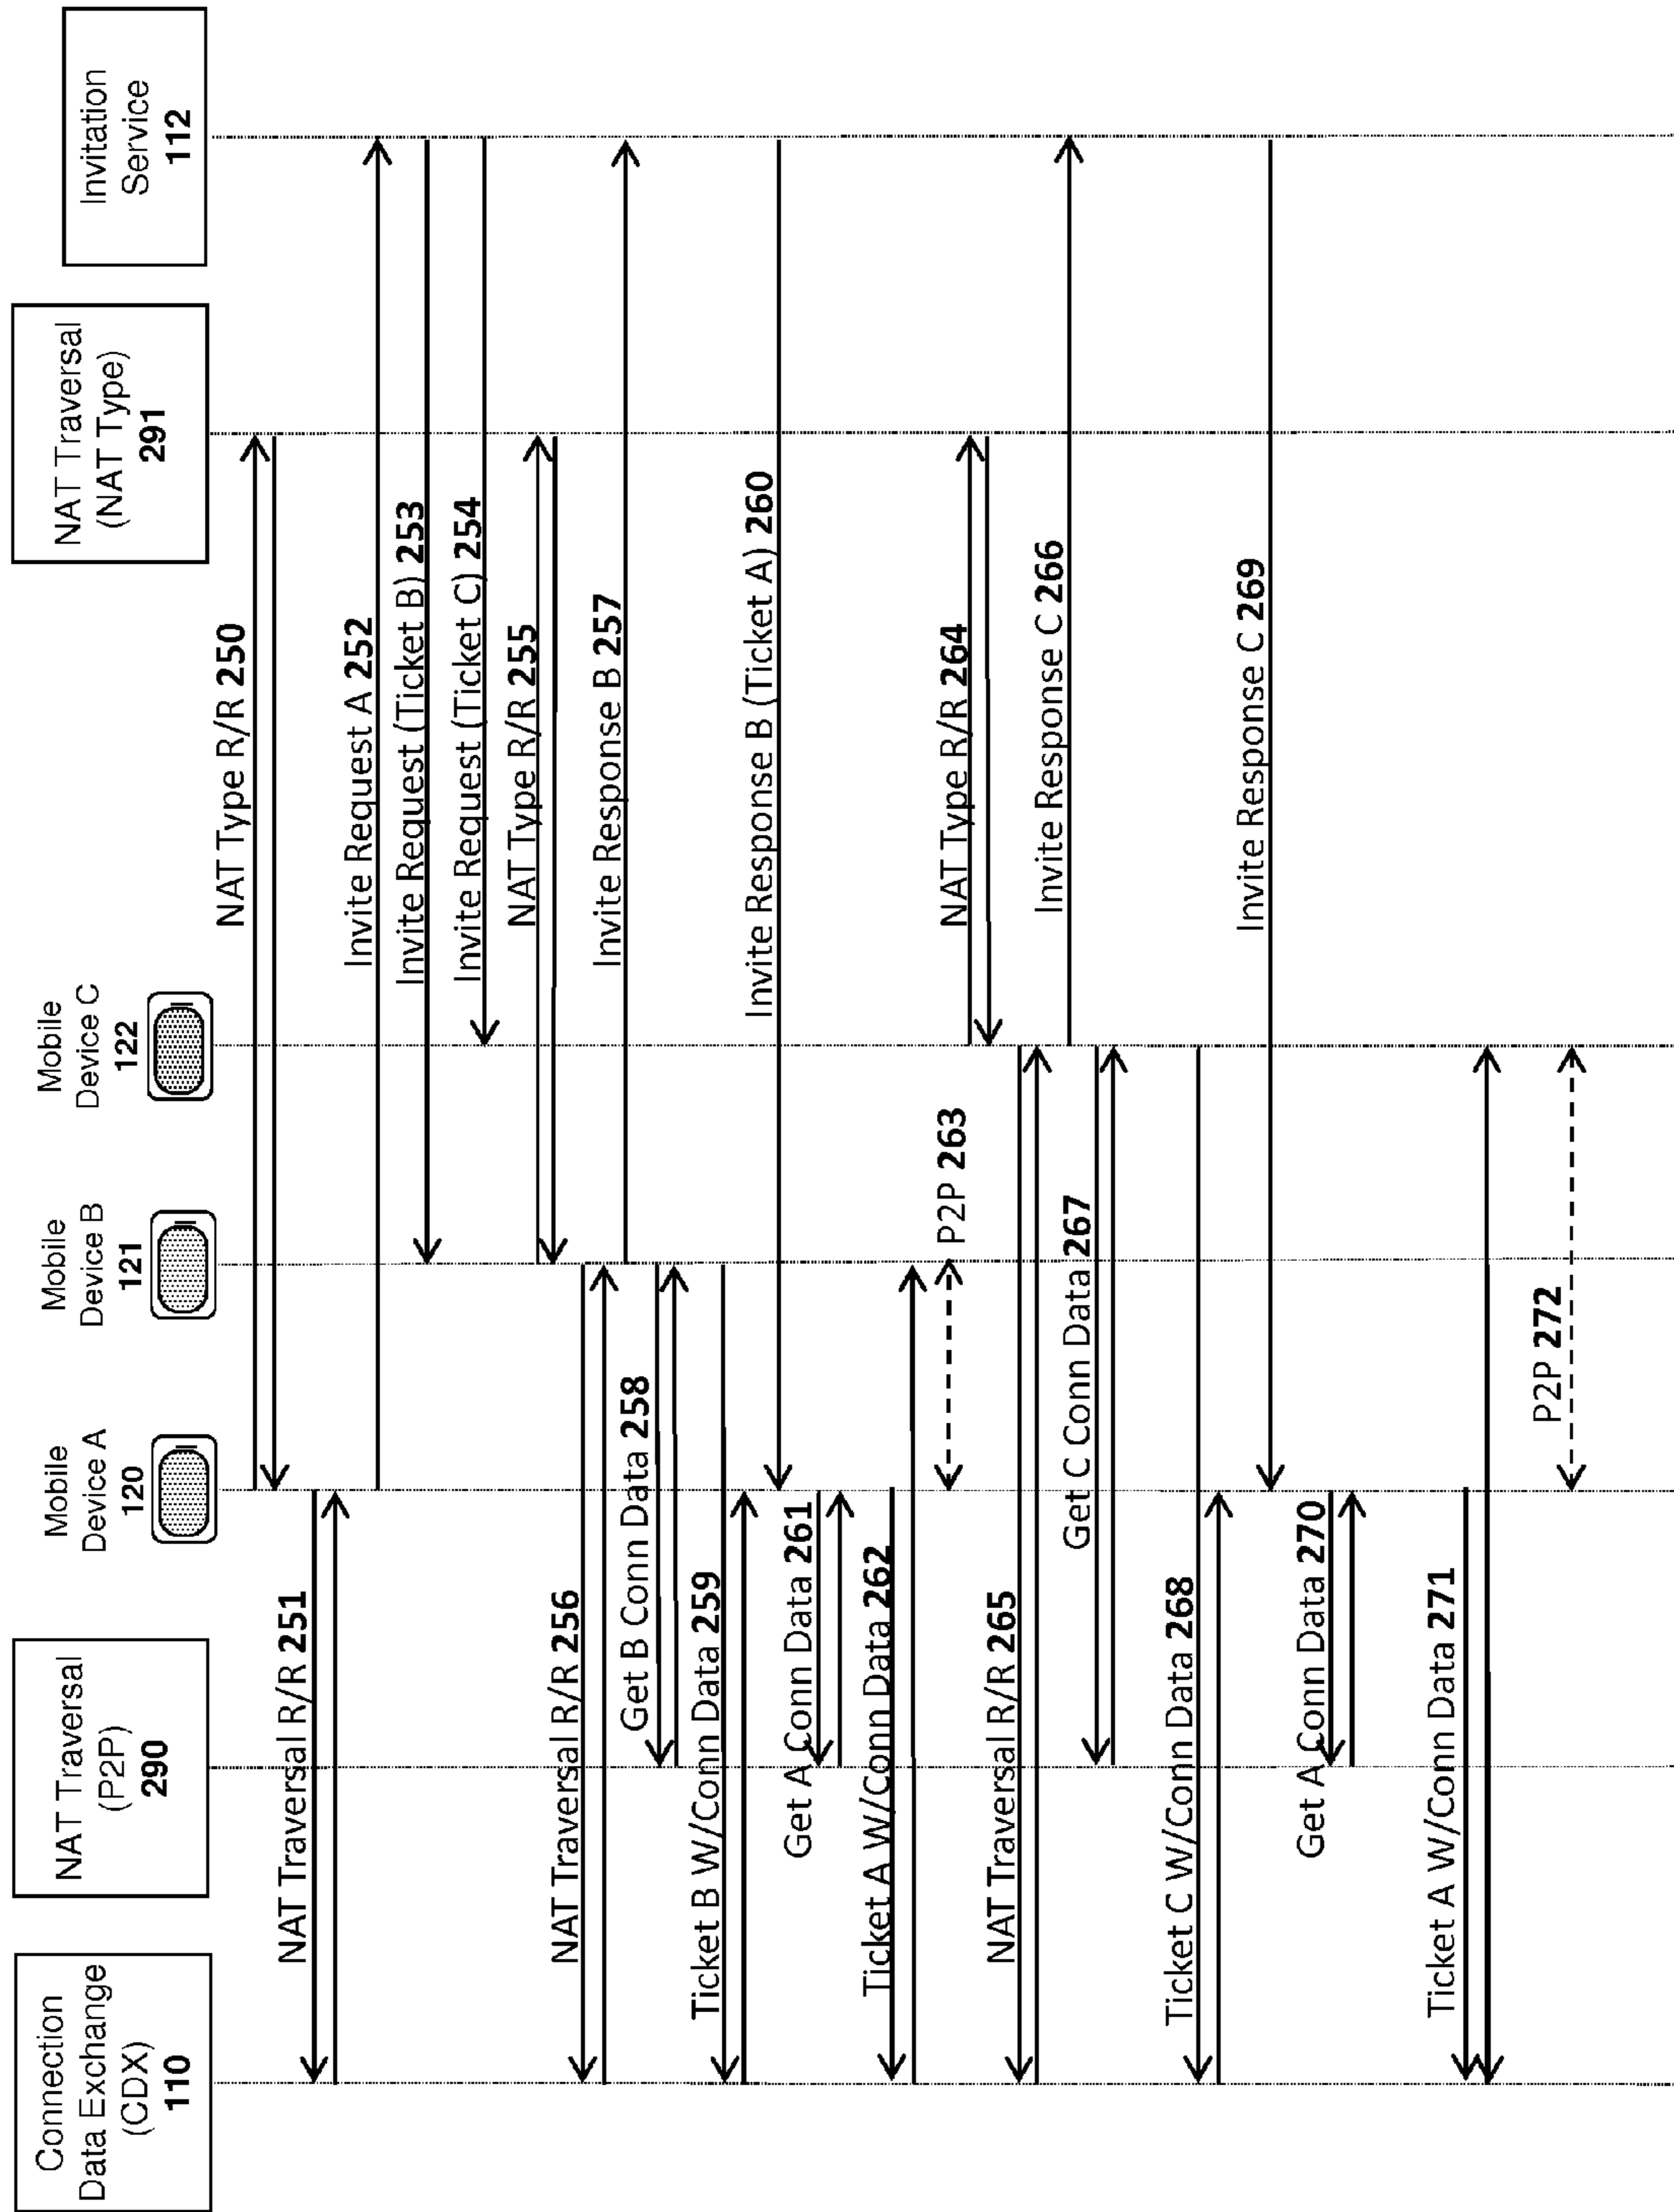 Connection
Data Exchange
(CDX)
110
NAT Traversal
(P2P)
290
Mobile
Device A
120
Mobile
Device B
121
Mobile
Device C
122
NAT Traversal
(NAT Type)
291
Invitation
Service
112
NAT Type R/R 250
NAT Traversal R/R 251
Invite Request A 252
Invite Request (Ticket B) 253
Invite Request (Ticket C) 254
NAT Type R/R 255
NAT Traversal R/R 256
Invite Response B 257
Get B Conn Data 258
Ticket B W/Conn Data 259
Invite Response B (Ticket A) 260
Get A Conn Data 261
Ticket A W/Conn Data 262
P2P 263
NAT Type R/R 264
NAT Traversal R/R 265
Invite Response C 266
Get C Conn Data 267
Ticket C W/Conn Data 268
Invite Response C 269
Get A Conn Data 270
Ticket A W/Conn Data 271
P2P 272